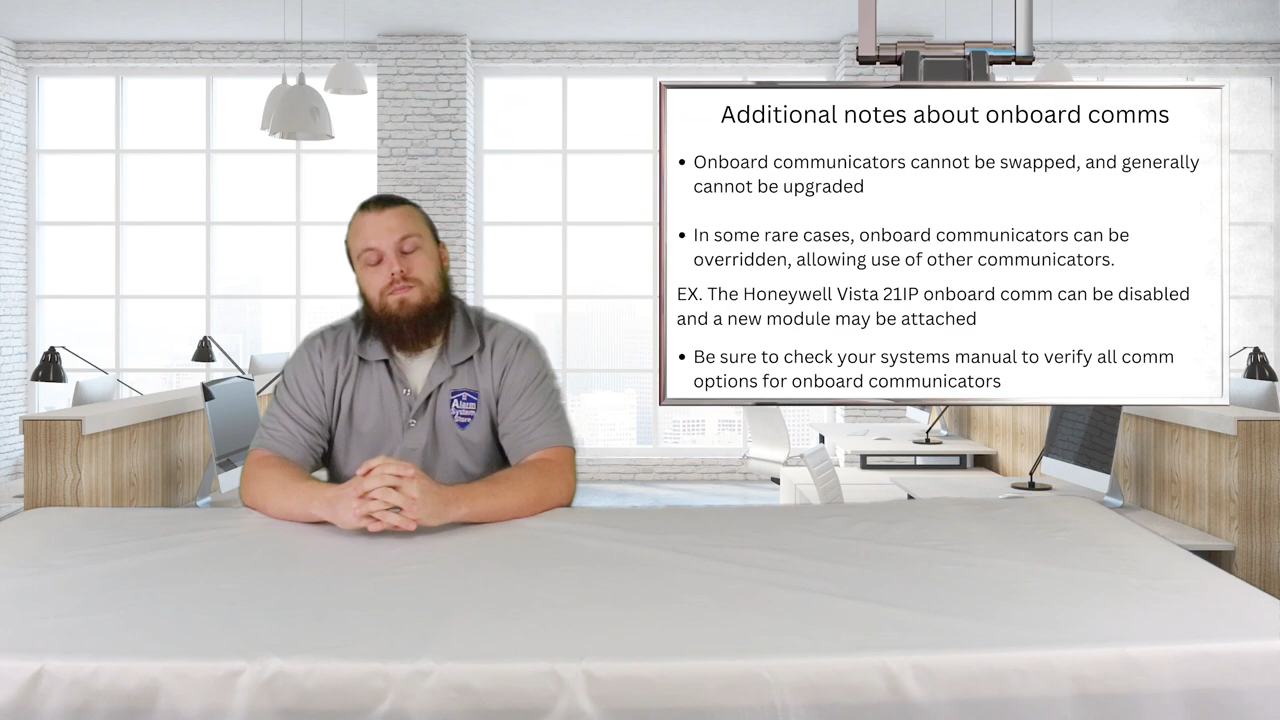 Additional notes about onboard comms
• Onboard communicators cannot be swapped, and generally
cannot be upgraded
• In some rare cases, onboard communicators can be
overridden, allowing use of other communicators.
EX. The Honeywell Vista 21IP onboard comm can be disabled
and a new module may be attached
• Be sure to check your systems manual to verify all comm
options for onboard communicators
Alarm
System
Store